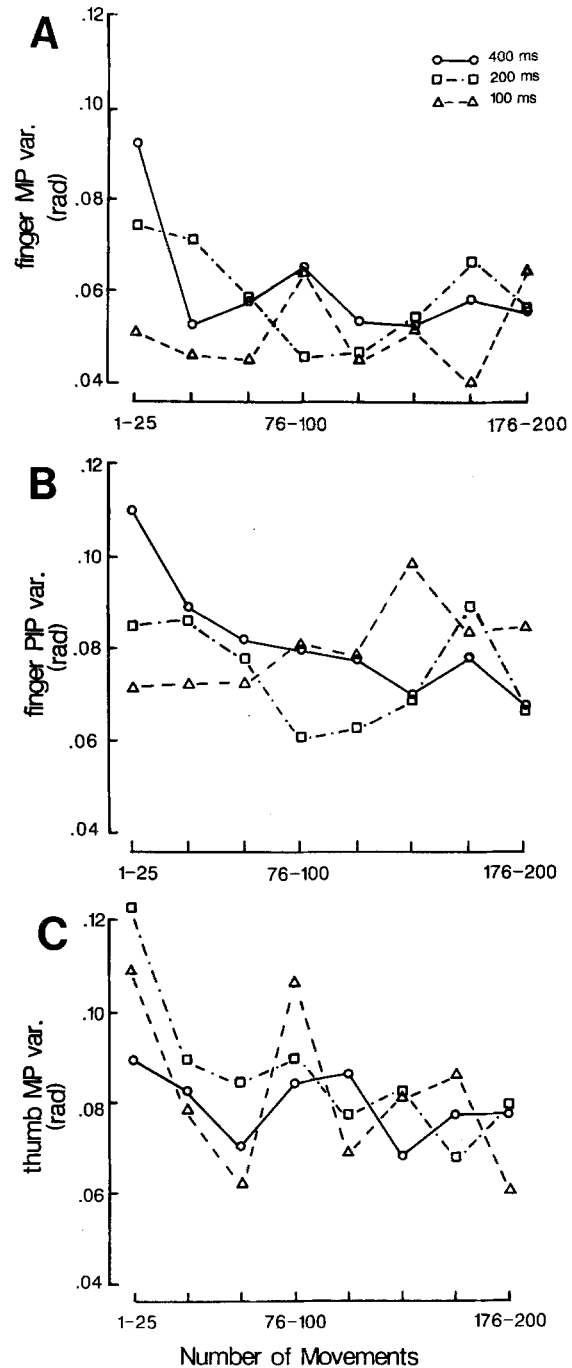 A
.12
400 ms
200 ms
100 ms
.10
.08
.06
.04
finger MP var.
(rad)
1-25
76-100
176-200
B
.12
.10
.08
.06
.04
finger PIP var.
(rad)
1-25
76-100
176-200
C
.12
.10
.08
.06
.04
thumb MP var.
(rad)
1-25
76-100
176-200
Number of Movements